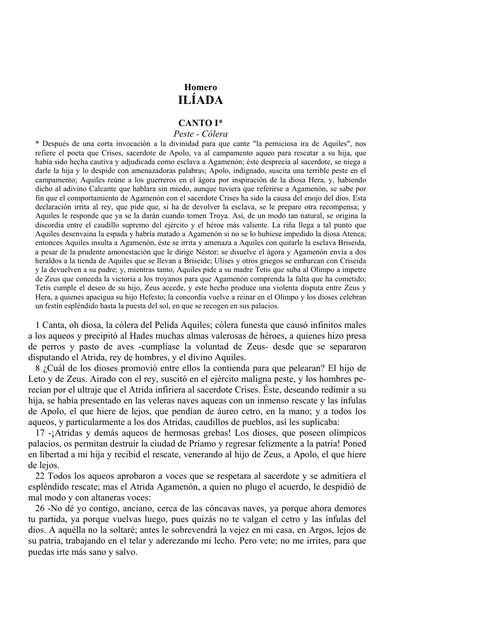 Homero
ILÍADA
CANTO I*
Peste - Cólera
* Después de una corta invocación a la divinidad para que cante "la perniciosa ira de Aquiles", nos
refiere el poeta que Crises, sacerdote de Apolo, va al campamento aqueo para rescatar a su hija, que
había sido hecha cautiva y adjudicada como esclava a Agamenón; éste desprecia al sacerdote, se niega a
darle la hija y lo despide con amenazadoras palabras; Apolo, indignado, suscita una terrible peste en el
campamento; Aquiles reúne a los guerreros en el ágora por inspiración de la diosa Hera, y, habiendo
dicho al adivino Calcante que hablara sin miedo, aunque tuviera que referirse a Agamenón, se sabe por
fin que el comportamiento de Agamenón con el sacerdote Crises ha sido la causa del enojo del dios. Esta
declaración irrita al rey, que pide que, si ha de devolver la esclava, se le prepare otra recompensa; y
Aquiles le responde que ya se la darán cuando tomen Troya. Así, de un modo tan natural, se origina la
discordia entre el caudillo supremo del ejército y el héroe más valiente. La riña llega a tal punto que
Aquiles desenvaina la espada y habría matado a Agamenón si no se lo hubiese impedido la diosa Atenea;
entonces Aquiles insulta a Agamenón, éste se irrita y amenaza a Aquiles con quitarle la esclava Briseida,
a pesar de la prudente amonestación que le dirige Néstor; se disuelve el ágora y Agamenón envía a dos
heraldos a la tienda de Aquiles que se llevan a Briseide; Ulises y otros griegos se embarcan con Criseida
y la devuelven a su padre; y, mientras tanto, Aquiles pide a su madre Tetis que suba al Olimpo a impetre
de Zeus que conceda la victoria a los troyanos para que Agamenón comprenda la falta que ha cometido;
Tetis cumple el deseo de su hijo, Zeus accede, y este hecho produce una violenta disputa entre Zeus y
Hera, a quienes apacigua su hijo Hefesto; la concordia vuelve a reinar en el Olimpo y los dioses celebran
un festín espléndido hasta la puesta del sol, en que se recogen en sus palacios.
1 Canta, oh diosa, la cólera del Pelida Aquiles; cólera funesta que causó infinitos males
a los aqueos y precipitó al Hades muchas almas valerosas de héroes, a quienes hizo presa
de perros y pasto de aves -cumplíase la voluntad de Zeus- desde que se separaron
disputando el Atrida, rey de hombres, y el divino Aquiles.
8 ¿Cuál de los dioses promovió entre ellos la contienda para que pelearan? El hijo de
Leto y de Zeus. Airado con el rey, suscitó en el ejército maligna peste, y los hombres pe-
recían por el ultraje que el Atrida infiriera al sacerdote Crises. Éste, deseando redimir a su
hija, se había presentado en las veleras naves aqueas con un inmenso rescate y las ínfulas
de Apolo, el que hiere de lejos, que pendían de áureo cetro, en la mano; y a todos los
aqueos, y particularmente a los dos Atridas, caudillos de pueblos, así les suplicaba:
17 -¡Atridas y demás aqueos de hermosas grebas! Los dioses, que poseen olímpicos
palacios, os permitan destruir la ciudad de Príamo y regresar felizmente a la patria! Poned
en libertad a mi hija y recibid el rescate, venerando al hijo de Zeus, a Apolo, el que hiere
de lejos.
22 Todos los aqueos aprobaron a voces que se respetara al sacerdote y se admitiera el
espléndido rescate; mas el Atrida Agamenón, a quien no plugo el acuerdo, le despidió de
mal modo y con altaneras voces:
26 -No dé yo contigo, anciano, cerca de las cóncavas naves, ya porque ahora demores
tu partida, ya porque vuelvas luego, pues quizás no te valgan el cetro y las ínfulas del
dios. A aquélla no la soltaré; antes le sobrevendrá la vejez en mi casa, en Argos, lejos de
su patria, trabajando en el telar y aderezando mi lecho. Pero vete; no me irrites, para que
puedas irte más sano y salvo.